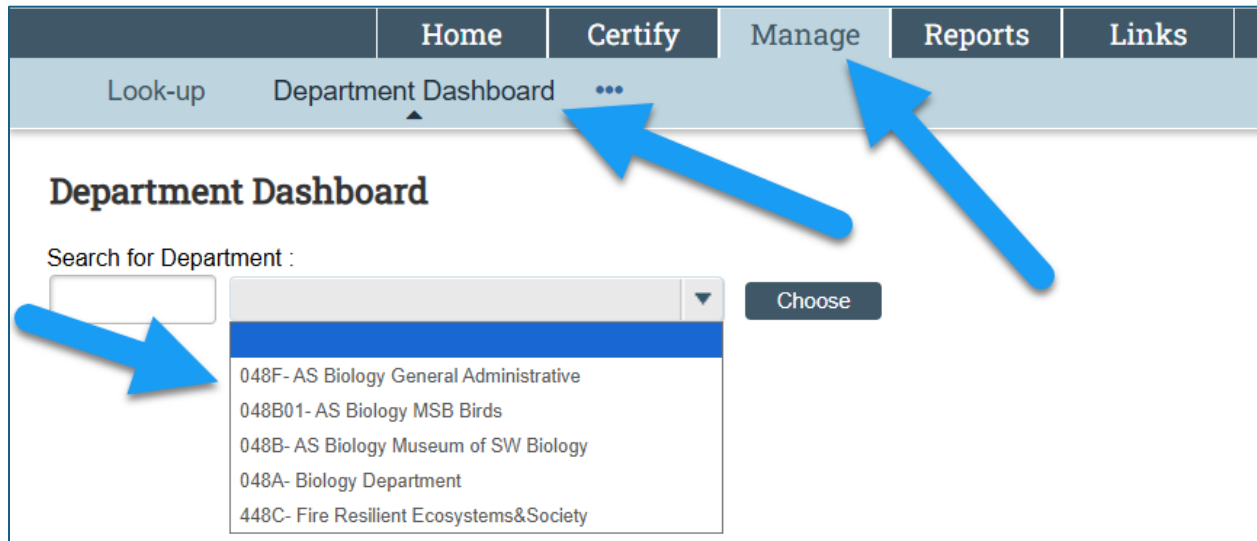 Home Certify Manage Reports Links
Look-up Department Dashboard •••
Department Dashboard
Search for Department :
Choose
048F- AS Biology General Administrative
048B01- AS Biology MSB Birds
048B- AS Biology Museum of SW Biology
048A- Biology Department
448C- Fire Resilient Ecosystems&Society